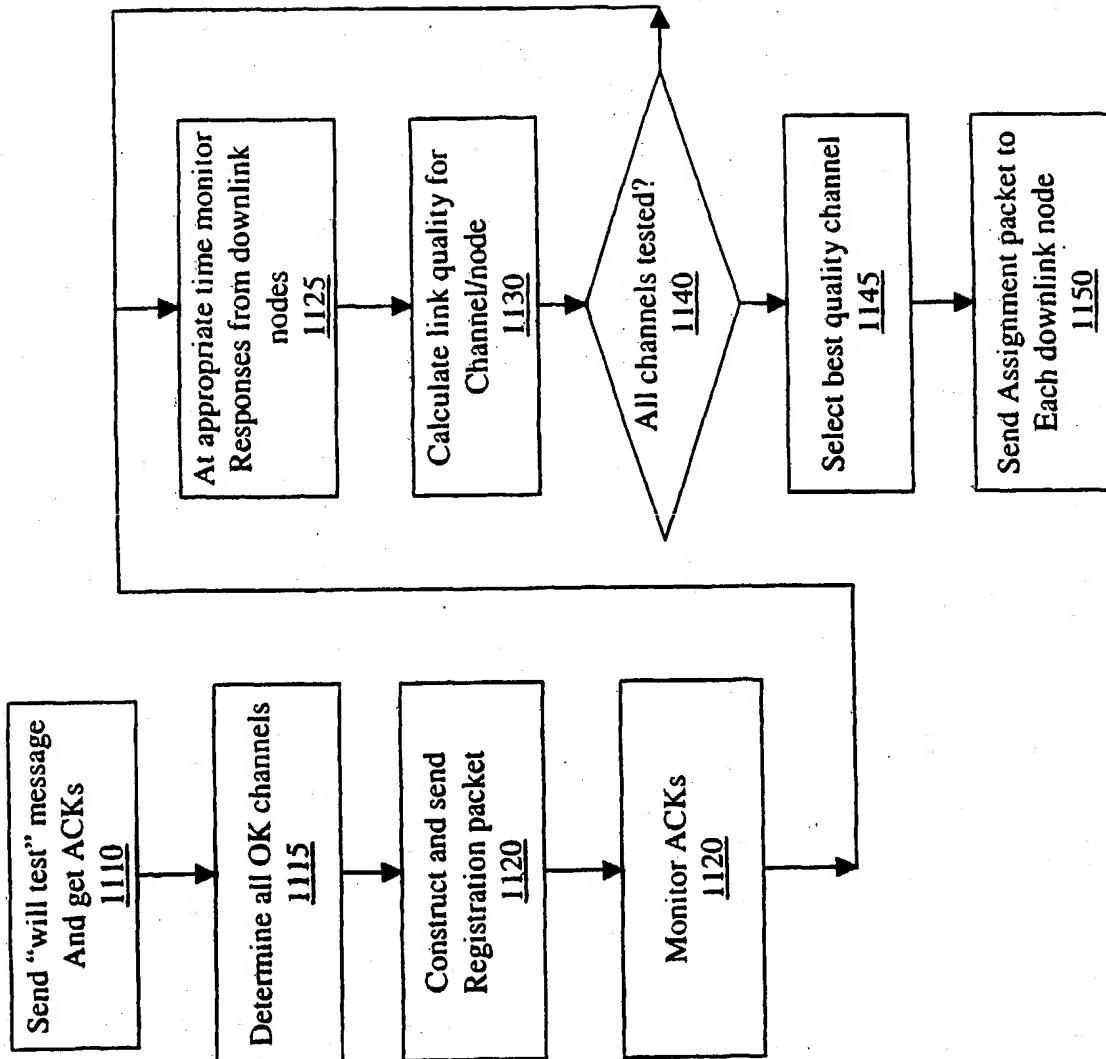 Send “will test” message
And get ACKs
1110
Determine all OK channels
1115
Construct and send
Registration packet
1120
Monitor ACKs
1120
At appropriate time monitor
Responses from downlink
nodes
1125
Calculate link quality for
Channel/node
1130
All channels tested?
1140
Select best quality channel
1145
Send Assignment packet to
Each downlink node
1150